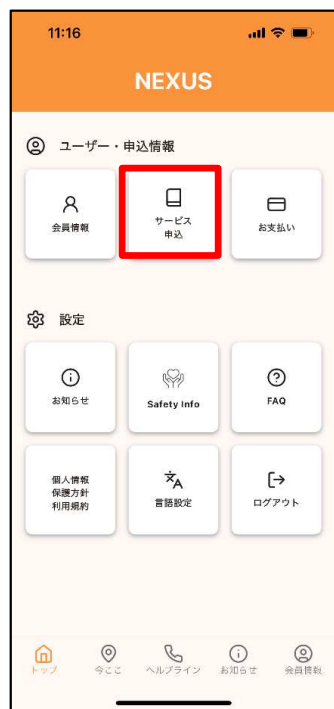 11:16
NEXUS
ユーザー・申込情報
会員情報
サービス
申込
お支払い
設定
お知らせ
Safety Info
FAQ
個人情報
保護方針
利用規約
言語設定
ログアウト
トップ
今ここ
ヘルプライン
お知らせ
会員情報